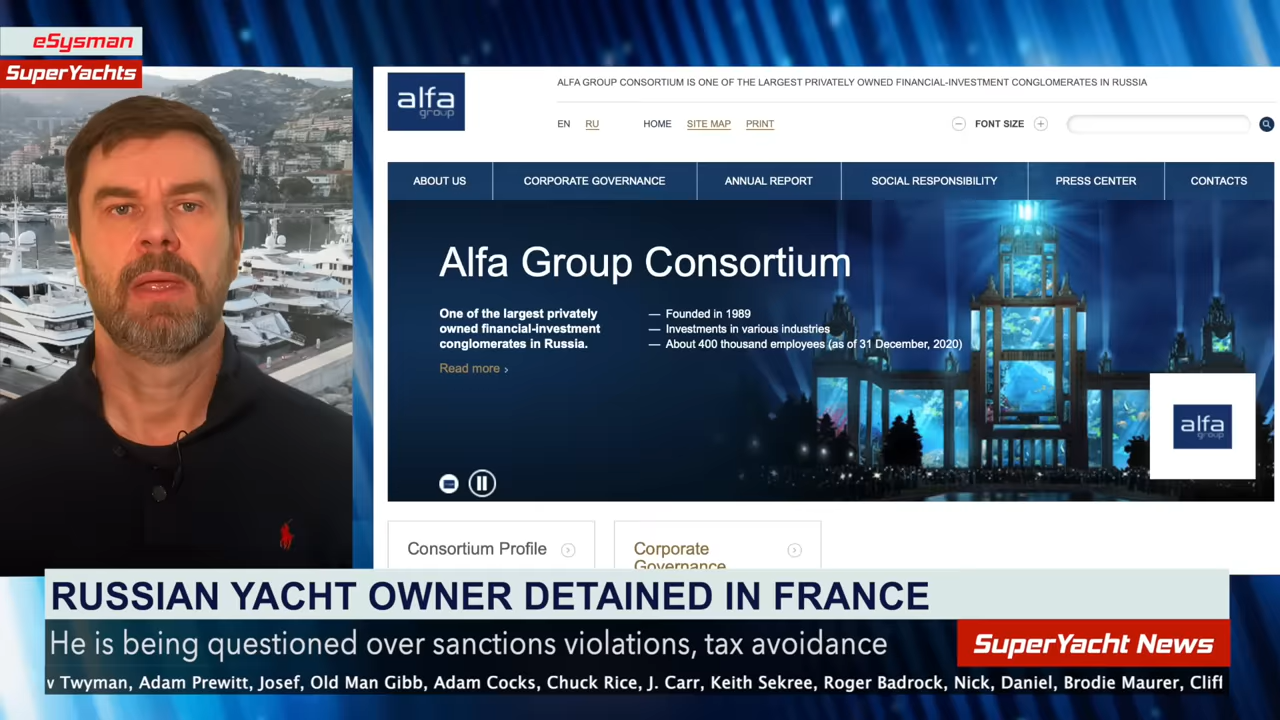 eSysman
SuperYachts
alfa
group
ALFA GROUP CONSORTIUM IS ONE OF THE LARGEST PRIVATELY OWNED FINANCIAL-INVESTMENT CONGLOMERATES IN RUSSIA
EN RU HOME SITE MAP PRINT FONT SIZE
ABOUT US CORPORATE GOVERNANCE ANNUAL REPORT SOCIAL RESPONSIBILITY PRESS CENTER CONTACTS
Alfa Group Consortium
One of the largest privately
owned financial-investment
conglomerates in Russia.
Read more ›
— Founded in 1989
— Investments in various industries
— About 400 thousand employees (as of 31 December, 2020)
alfa
group
Consortium Profile
Corporate
Governance
RUSSIAN YACHT OWNER DETAINED IN FRANCE
He is being questioned over sanctions violations, tax avoidance
SuperYacht News
w Twyman, Adam Prewitt, Josef, Old Man Gibb, Adam Cocks, Chuck Rice, J. Carr, Keith Sekree, Roger Badrock, Nick, Daniel, Brodie Maurer, Cliff